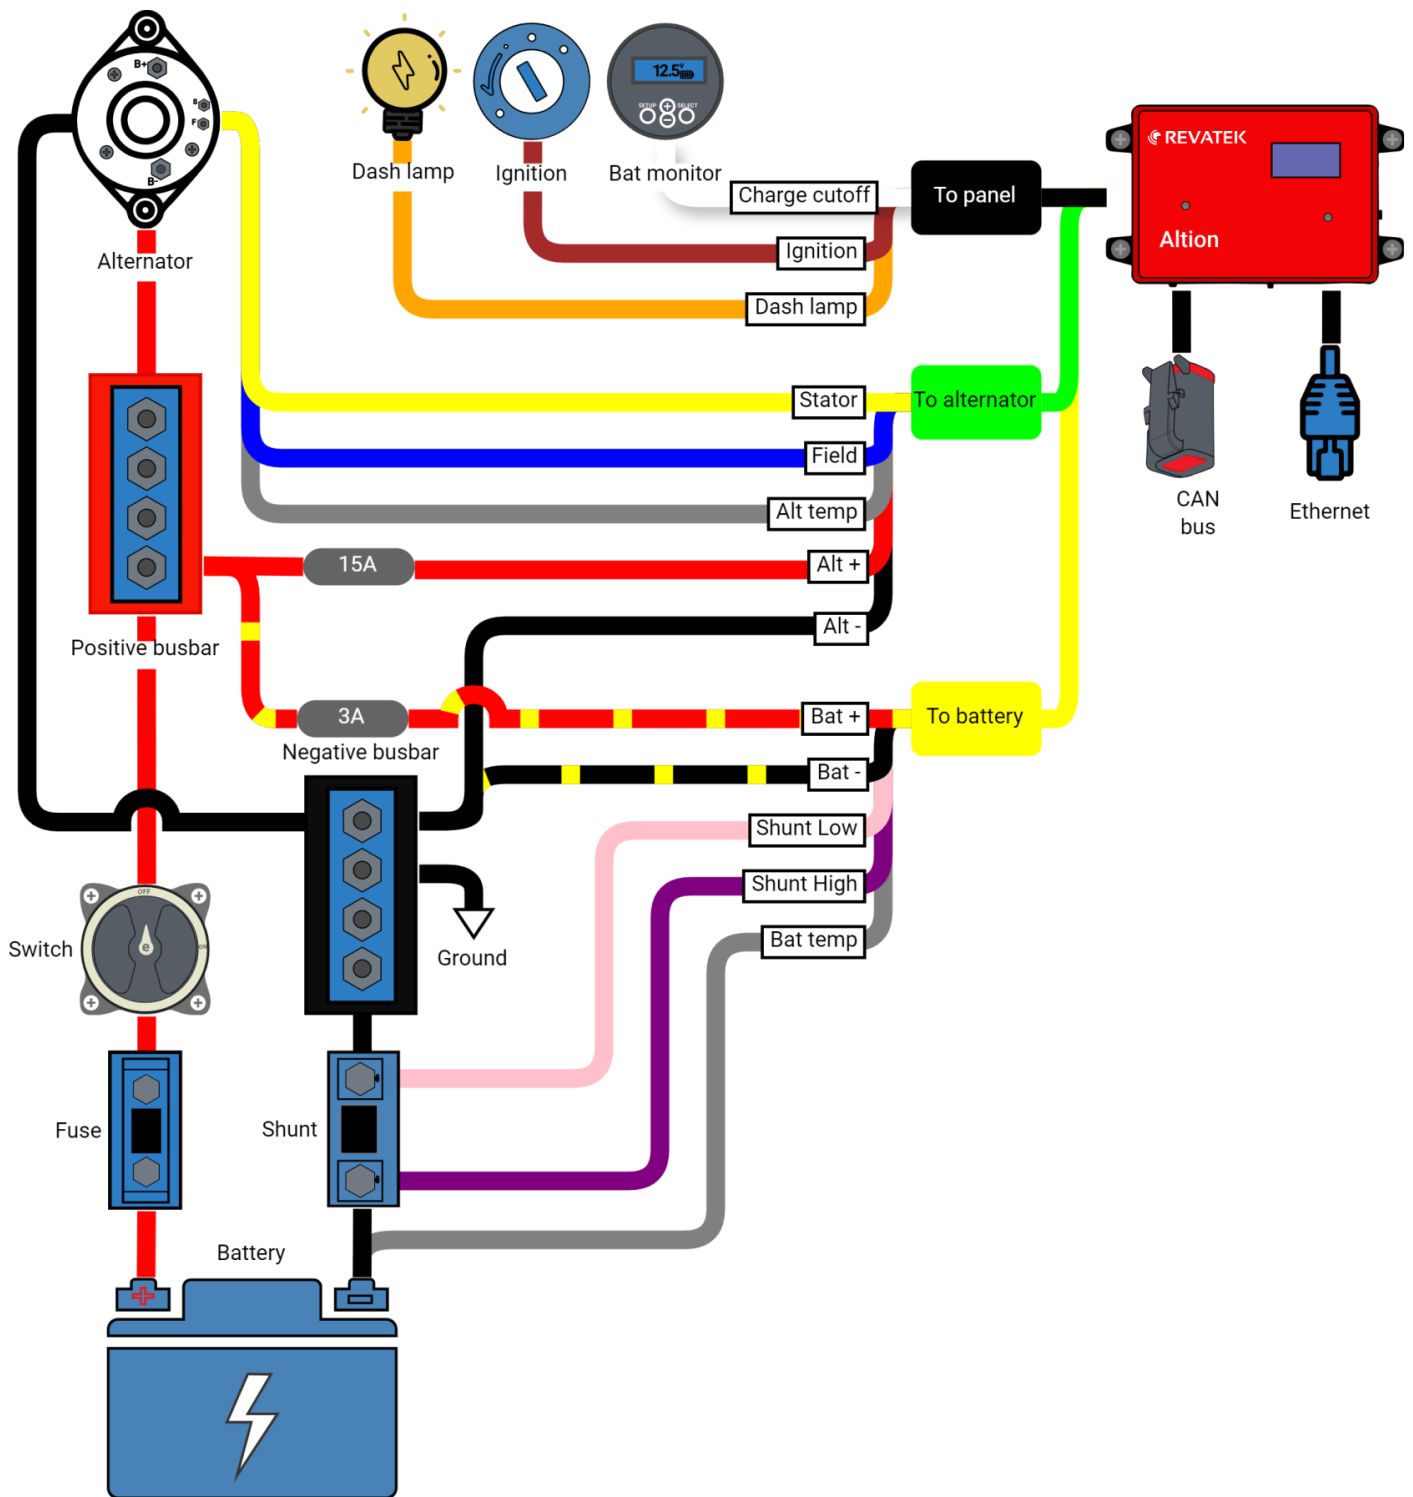 B+
S
F
B-
Alternator
12.5V
SETUP
SELECT
Dash lamp
Ignition
Bat monitor
Charge cutoff
Ignition
Dash lamp
To panel
REVATEK
Altion
Stator
Field
Alt temp
To alternator
CAN
bus
Ethernet
15A
Alt +
Alt -
Positive busbar
3A
Bat +
Bat -
To battery
Negative busbar
Shunt Low
Shunt High
Bat temp
OFF
e
ON
Switch
Ground
Fuse
Shunt
Battery